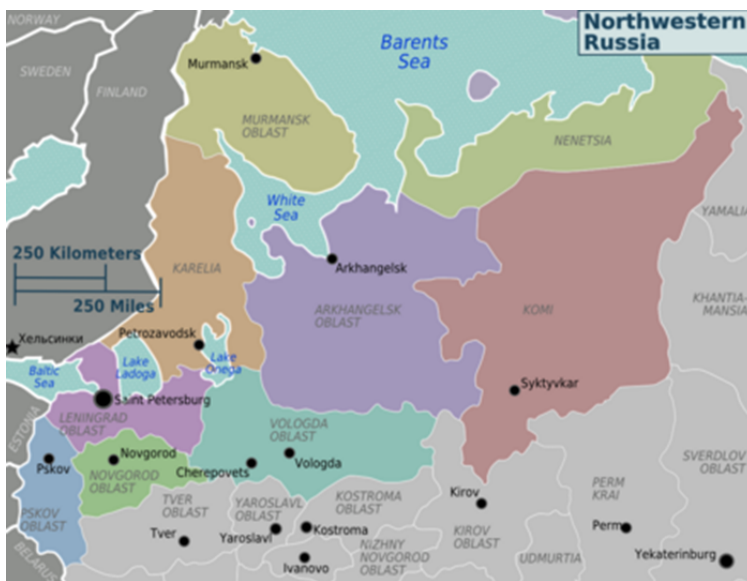 Northwestern
Russia
NORWAY
SWEDEN
FINLAND
Barents
Sea
Murmansk
MURMANSK
OBLAST
NENETSIA
White
Sea
YAMALIA
250 Kilometers
250 Miles
KARELIA
Arkhangelsk
ARKHANGELSK
OBLAST
KOMI
KHANTIA-
MANSIA
Хельсинки
Petrozavodsk
Baltic
Sea
Lake
Ladoga
Lake
Onega
Saint Petersburg
Syktyvkar
ESTONIA
LENINGRAD
OBLAST
VOLOGDA
OBLAST
Pskov
Novgorod
NOVGOROD
OBLAST
Cherepovets
Vologda
SVERDLOV
OBLAST
PSKOV
OBLAST
TVER
OBLAST
YAROSLAVL
OBLAST
KOSTROMA
OBLAST
Kirov
PERM
KRAI
Tver
Yaroslavl
Kostroma
KIROV
OBLAST
Perm
BELARUS
Ivanovo
NIZHNY
NOVGOROD
OBLAST
UDMURTIA
Yekaterinburg